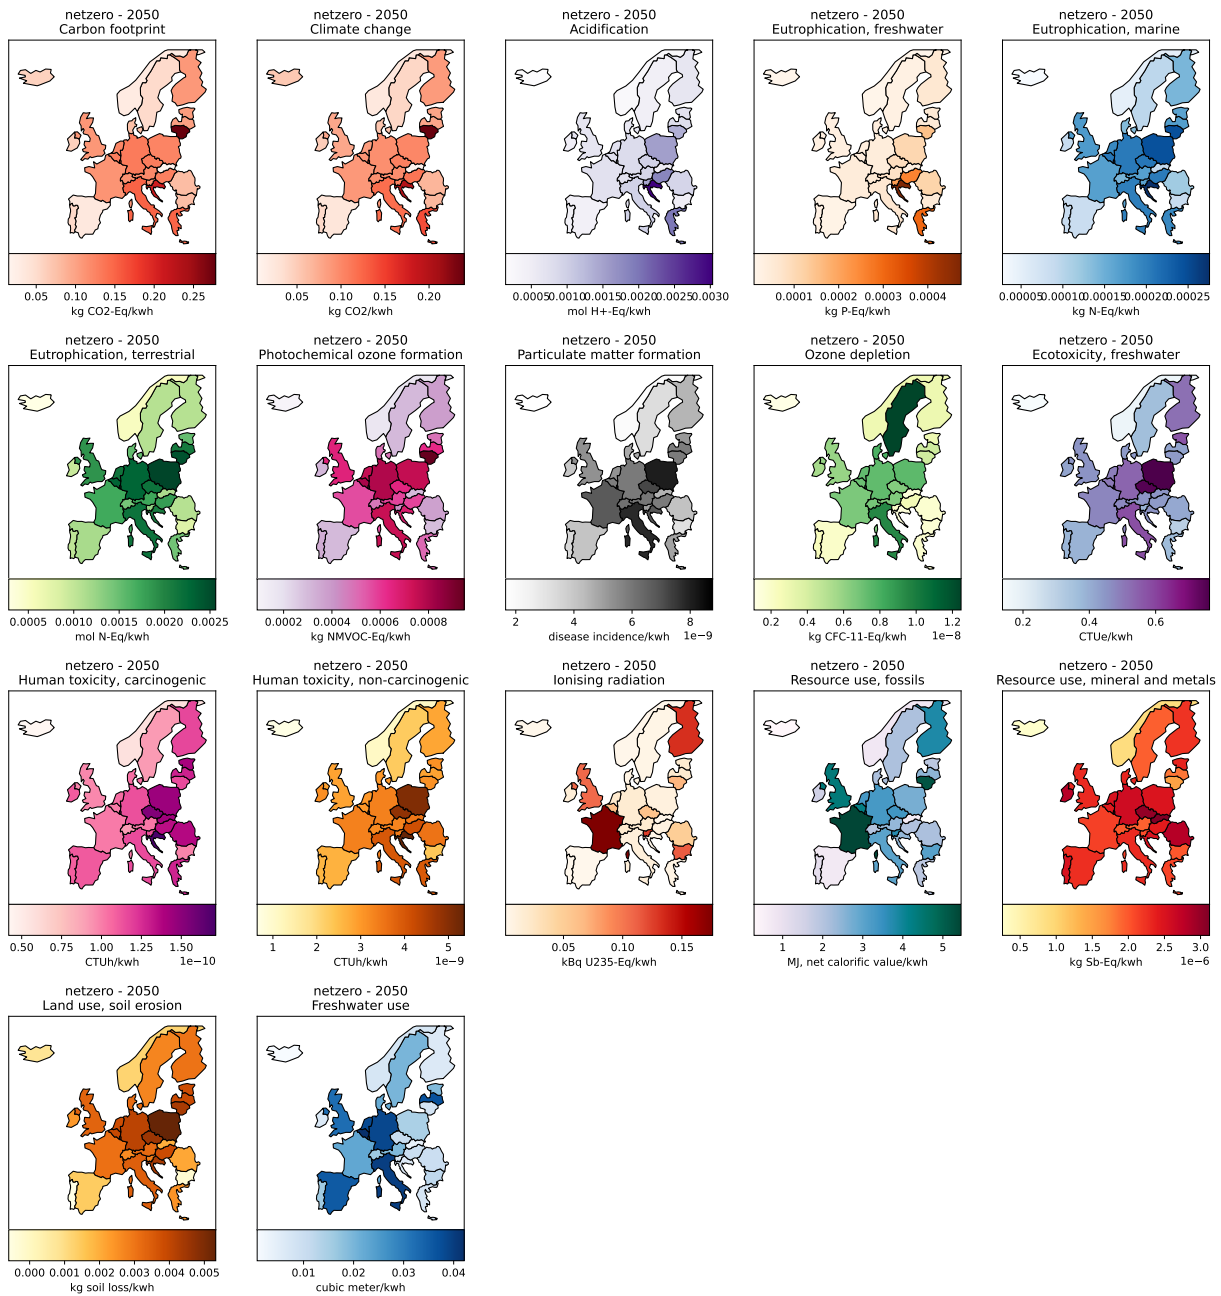 netzero - 2050
Carbon footprint
0.05 0.10 0.15 0.20 0.25
kg CO2-Eq/kwh
netzero - 2050
Climate change
0.05 0.10 0.15 0.20
kg CO2/kwh
netzero - 2050
Acidification
0.0005 0.0010 0.0015 0.0020 0.0025 0.0030
mol H+-Eq/kwh
netzero - 2050
Eutrophication, freshwater
0.0001 0.0002 0.0003 0.0004
kg P-Eq/kwh
netzero - 2050
Eutrophication, marine
0.00005 0.00010 0.00015 0.00020 0.00025
kg N-Eq/kwh
netzero - 2050
Eutrophication, terrestrial
0.0005 0.0010 0.0015 0.0020 0.0025
mol N-Eq/kwh
netzero - 2050
Photochemical ozone formation
0.0002 0.0004 0.0006 0.0008
kg NMVOC-Eq/kwh
netzero - 2050
Particulate matter formation
2 4 6 8
disease incidence/kwh 1e−9
netzero - 2050
Ozone depletion
0.2 0.4 0.6 0.8 1.0 1.2
kg CFC-11-Eq/kwh 1e−8
netzero - 2050
Ecotoxicity, freshwater
0.2 0.4 0.6
CTUe/kwh
netzero - 2050
Human toxicity, carcinogenic
0.50 0.75 1.00 1.25 1.50
CTUh/kwh 1e−10
netzero - 2050
Human toxicity, non-carcinogenic
1 2 3 4 5
CTUh/kwh 1e−9
netzero - 2050
Ionising radiation
0.05 0.10 0.15
kBq U235-Eq/kwh
netzero - 2050
Resource use, fossils
1 2 3 4 5
MJ, net calorific value/kwh
netzero - 2050
Resource use, mineral and metals
0.5 1.0 1.5 2.0 2.5 3.0
kg Sb-Eq/kwh 1e−6
netzero - 2050
Land use, soil erosion
0.000 0.001 0.002 0.003 0.004 0.005
kg soil loss/kwh
netzero - 2050
Freshwater use
0.01 0.02 0.03 0.04
cubic meter/kwh